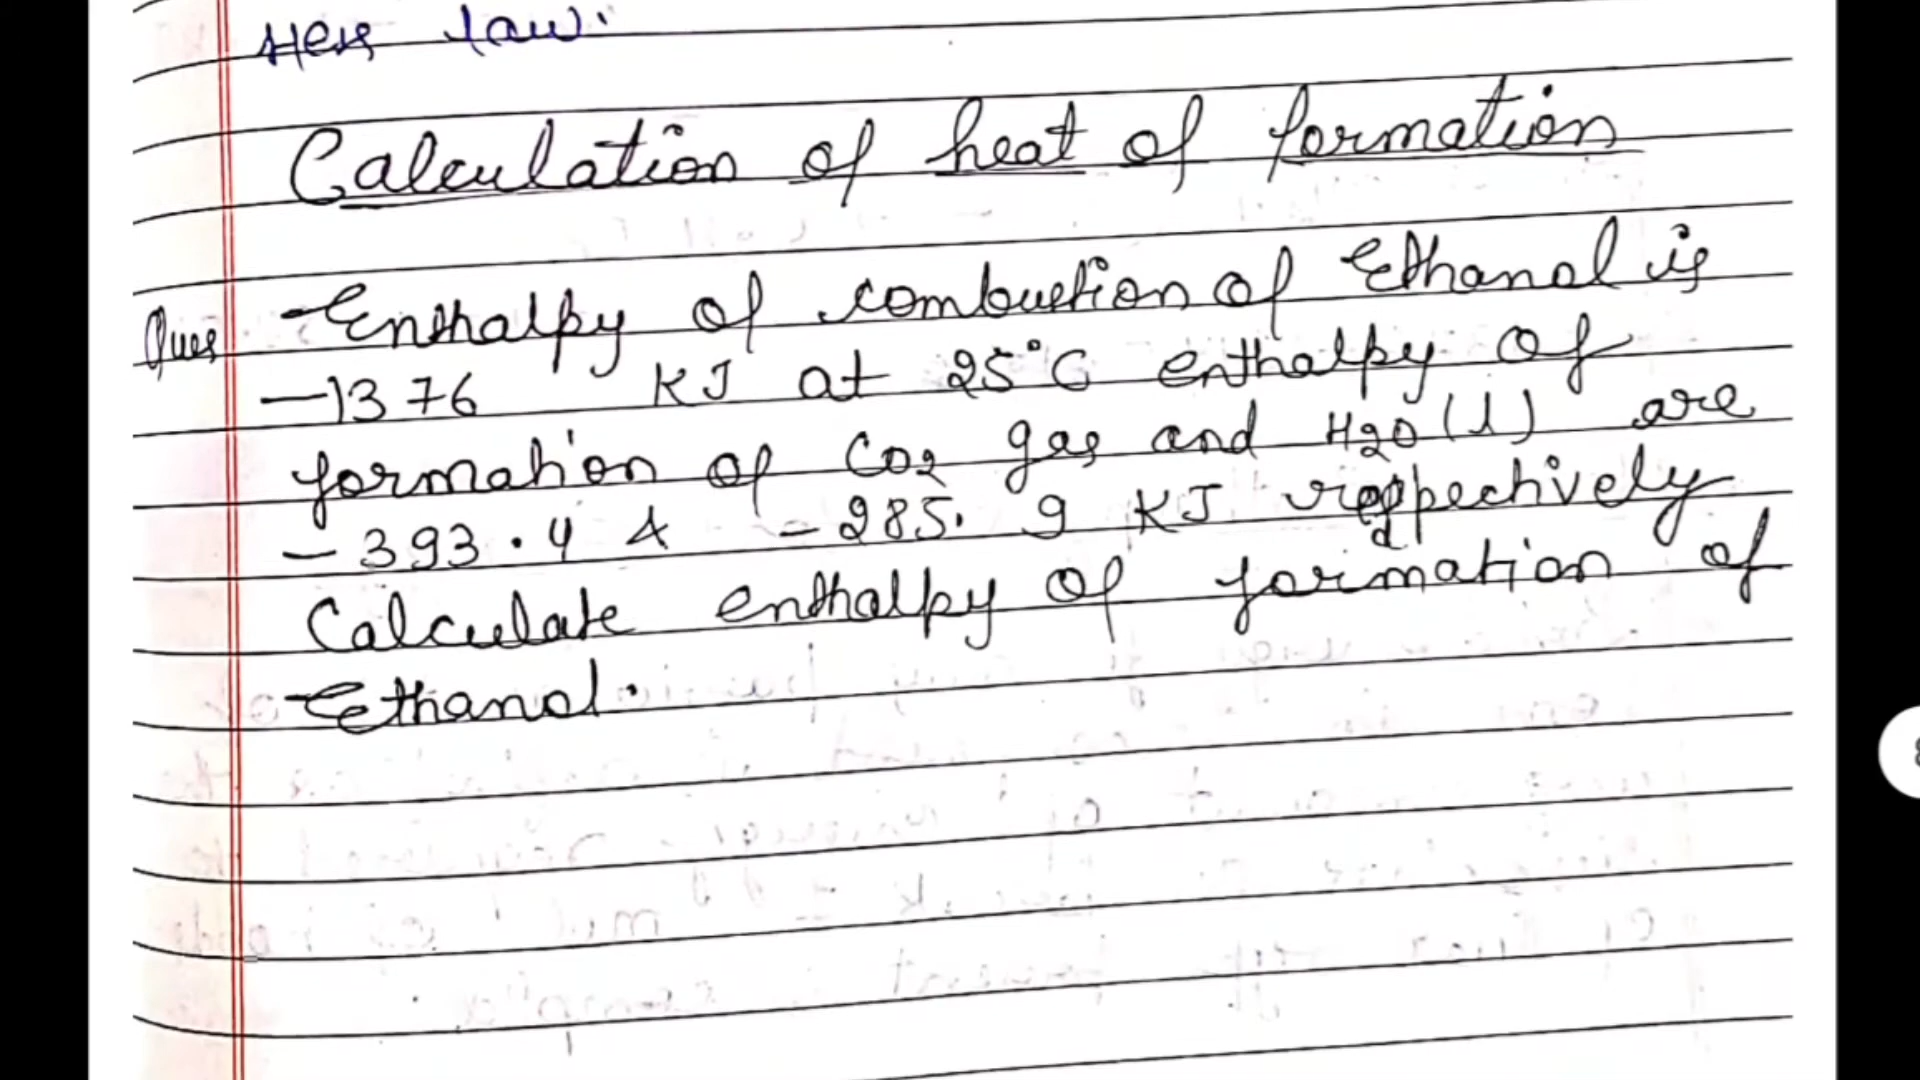 Hess law.
Calculation of heat of formation
Ques Enthalpy of combustion of Ethanol is
-1376 KJ at 25°C enthalpy of
formation of CO2 gas and H2O (l) are
-393.4 & -285.9 KJ respectively
Calculate enthalpy of formation of
Ethanol.
8